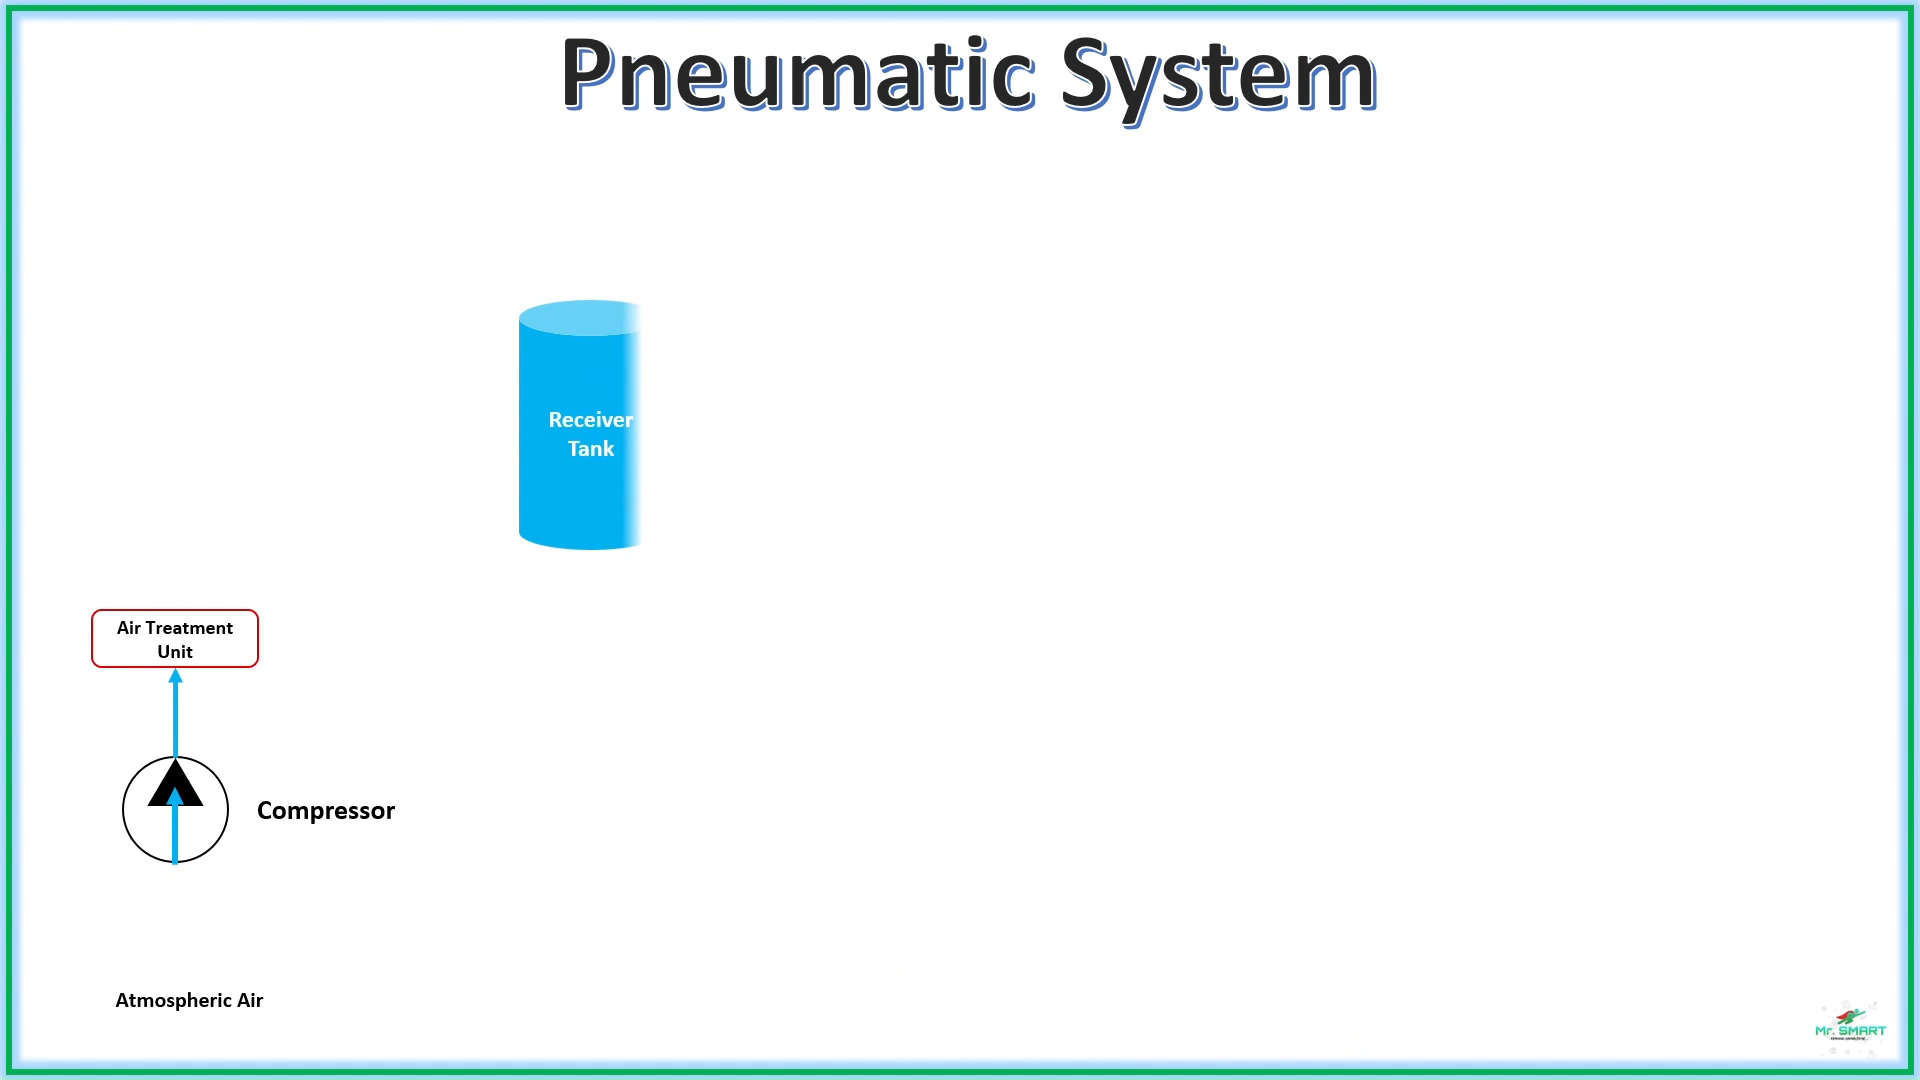 Pneumatic System
Receiver
Tank
Air Treatment
Unit
Compressor
Atmospheric Air
Mr. SMART